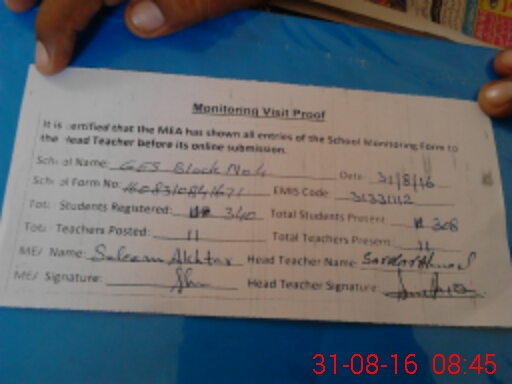 Monitoring Visit Proof
It is certified that the MEA has shown all entries of the School Monitoring Form to
the Head Teacher before its online submission.
School Name: GES Block No 4 Date: 31/8/16
School Form No: EMIS Code: 31331112
Total Students Registered: 340 Total Students Present: 308
Total Teachers Posted: 11 Total Teachers Present: 11
MEA Name: Saleem Akhtar Head Teacher Name:
MEA Signature: Head Teacher Signature:
31-08-16 08:45